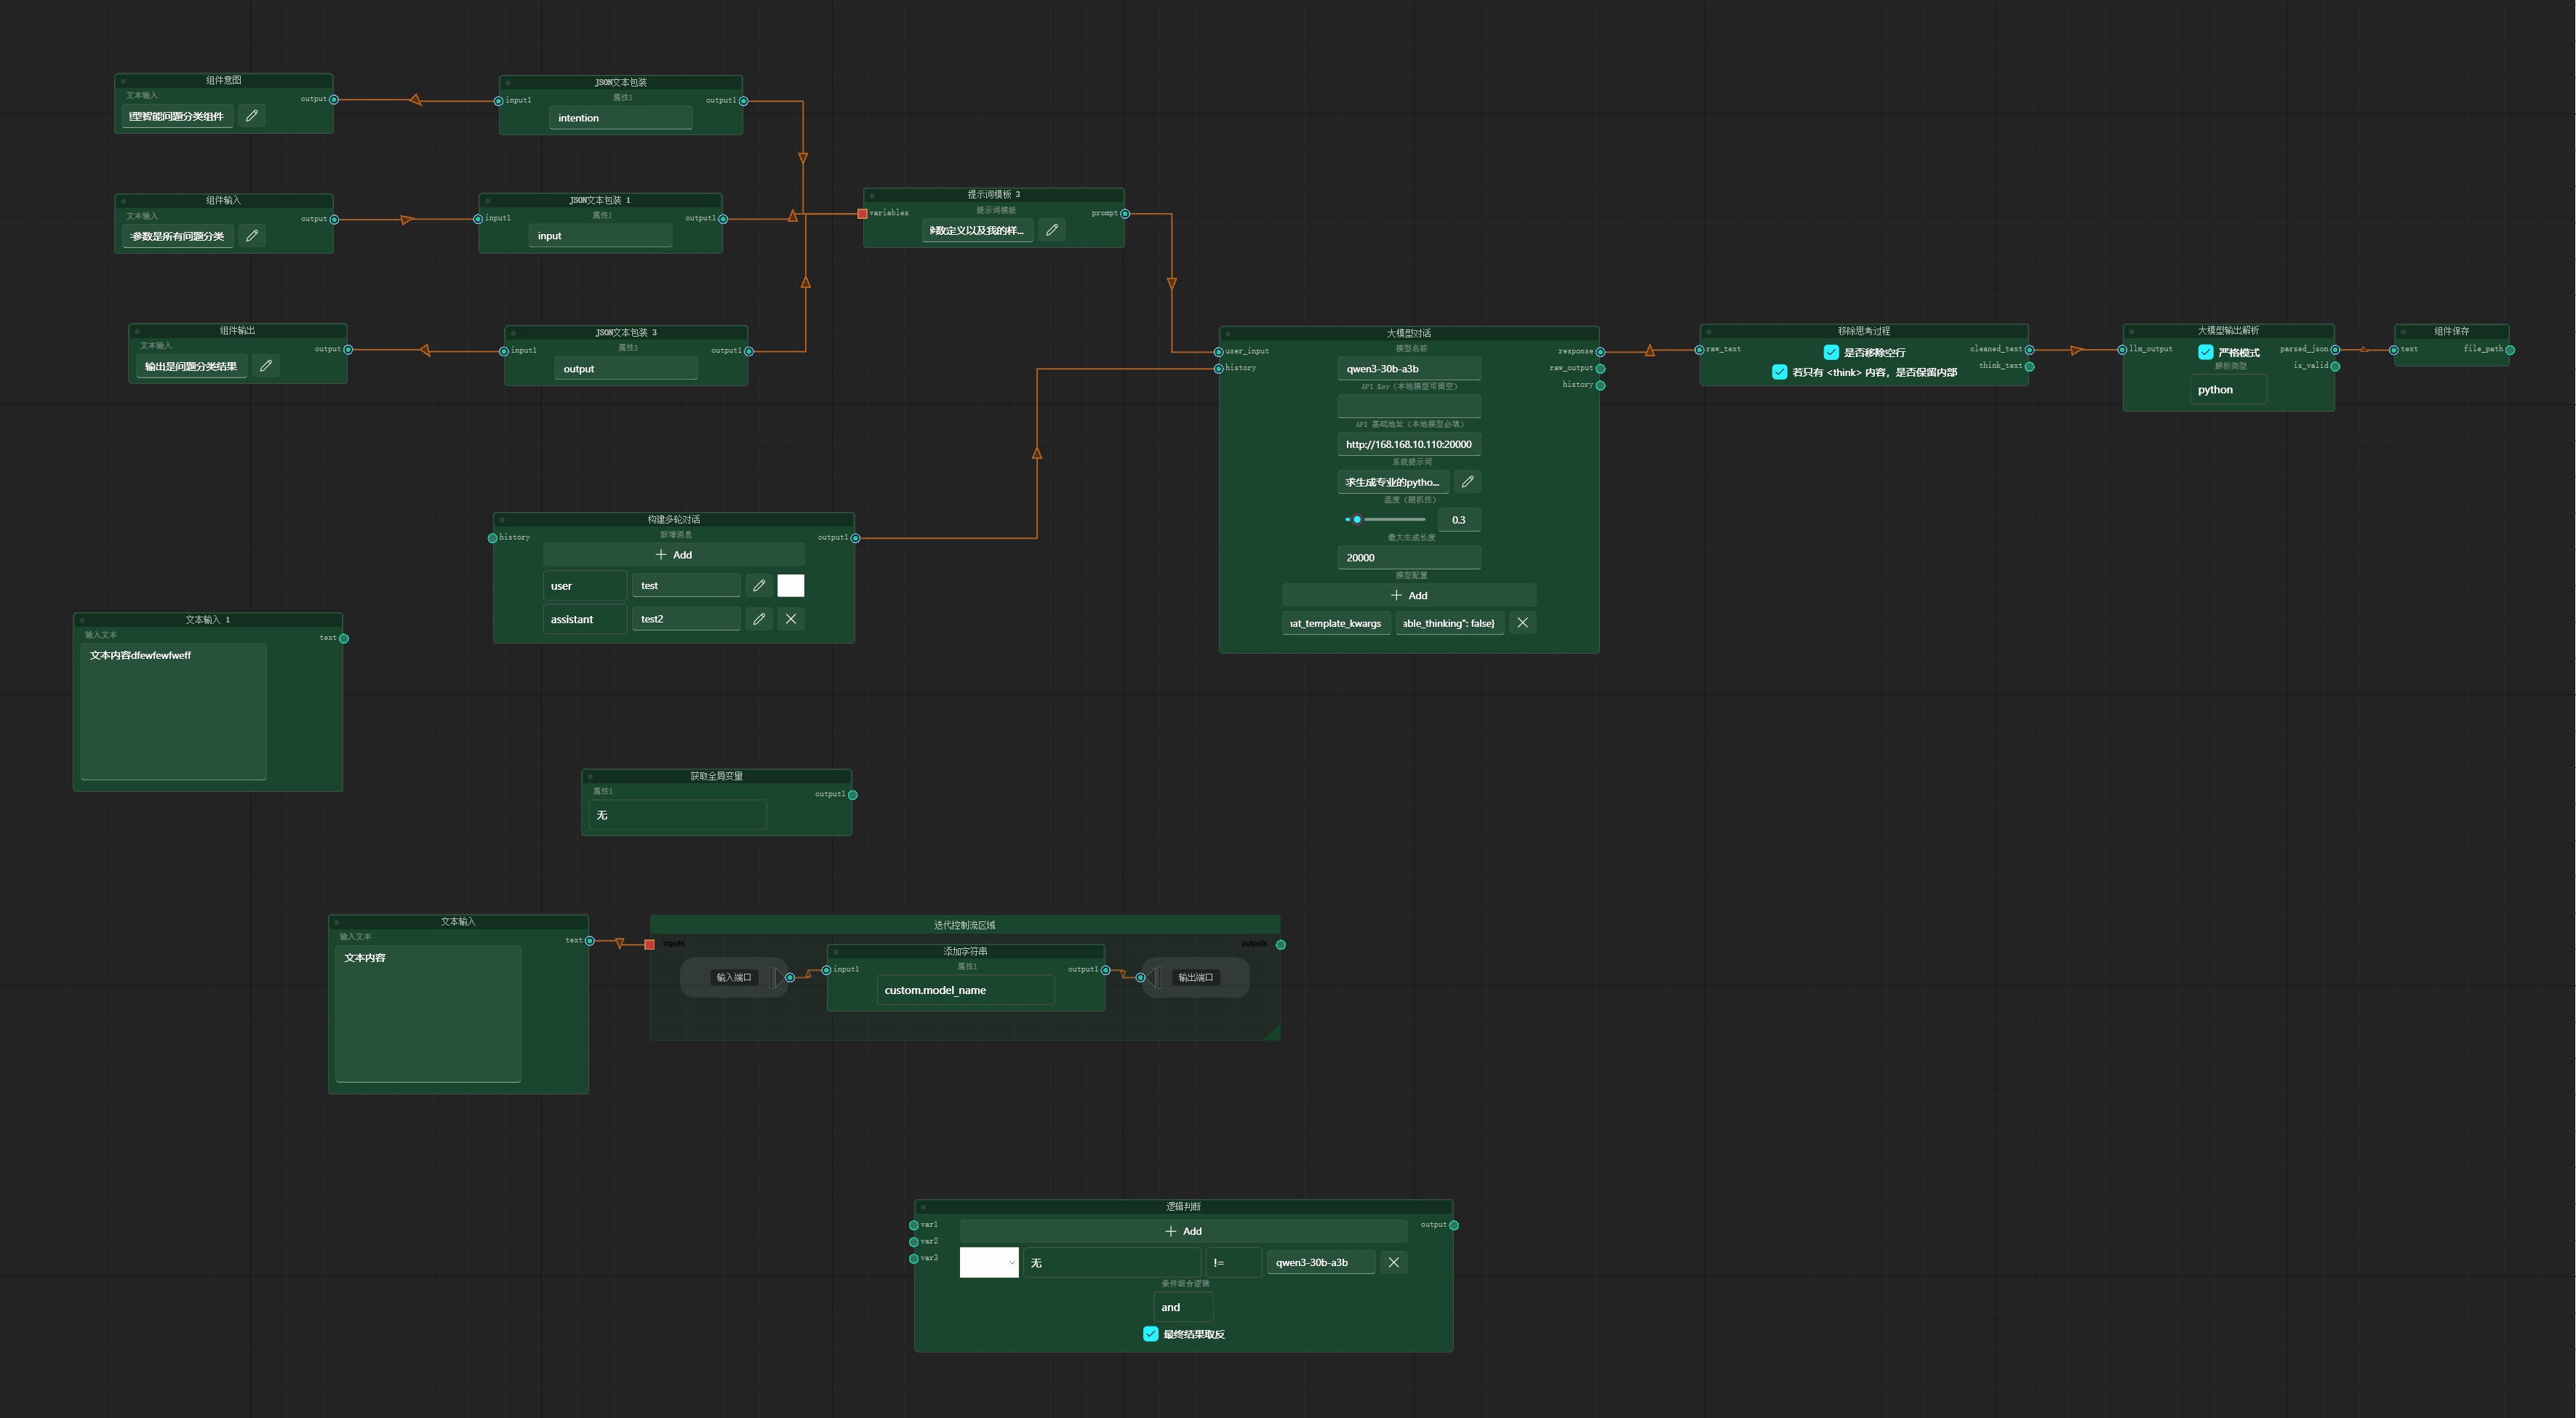 组件意图
文本输入
output
型智能问题分类组件
JSON文本包装
属性1
input1
output1
intention
组件输入
文本输入
output
参数是所有问题分类
JSON文本包装 1
属性1
input1
output1
input
提示词模板 3
variables
提示词模板
prompt
参数定义以及我的样...
组件输出
文本输入
output
输出是问题分类结果
JSON文本包装 3
属性1
input1
output1
output
大模型对话
user_input
history
response
raw_output
history
模型名称
qwen3-30b-a3b
API Key（本地模型可留空）
API 基础地址（本地模型必填）
http://168.168.10.110:20000
系统提示词
求生成专业的pytho...
温度（随机性）
0.3
最大生成长度
20000
模型配置
Add
at_template_kwargs
able_thinking": false}
移除思考过程
raw_text
是否移除空行
若只有 <think> 内容，是否保留内部
cleaned_text
think_text
大模型输出解析
llm_output
严格模式
解析类型
python
parsed_json
is_valid
组件保存
text
file_path
构建多轮对话
history
新增消息
output1
Add
user
test
assistant
test2
文本输入 1
输入文本
text
文本内容dfewfewfweff
获取全局变量
属性1
output1
无
文本输入
输入文本
text
文本内容
迭代控制流区域
inputs
outputs
输入端口
添加字符串
属性1
input1
output1
custom.model_name
输出端口
逻辑判断
var1
var2
var3
output
Add
无
!=
qwen3-30b-a3b
条件组合逻辑
and
最终结果取反